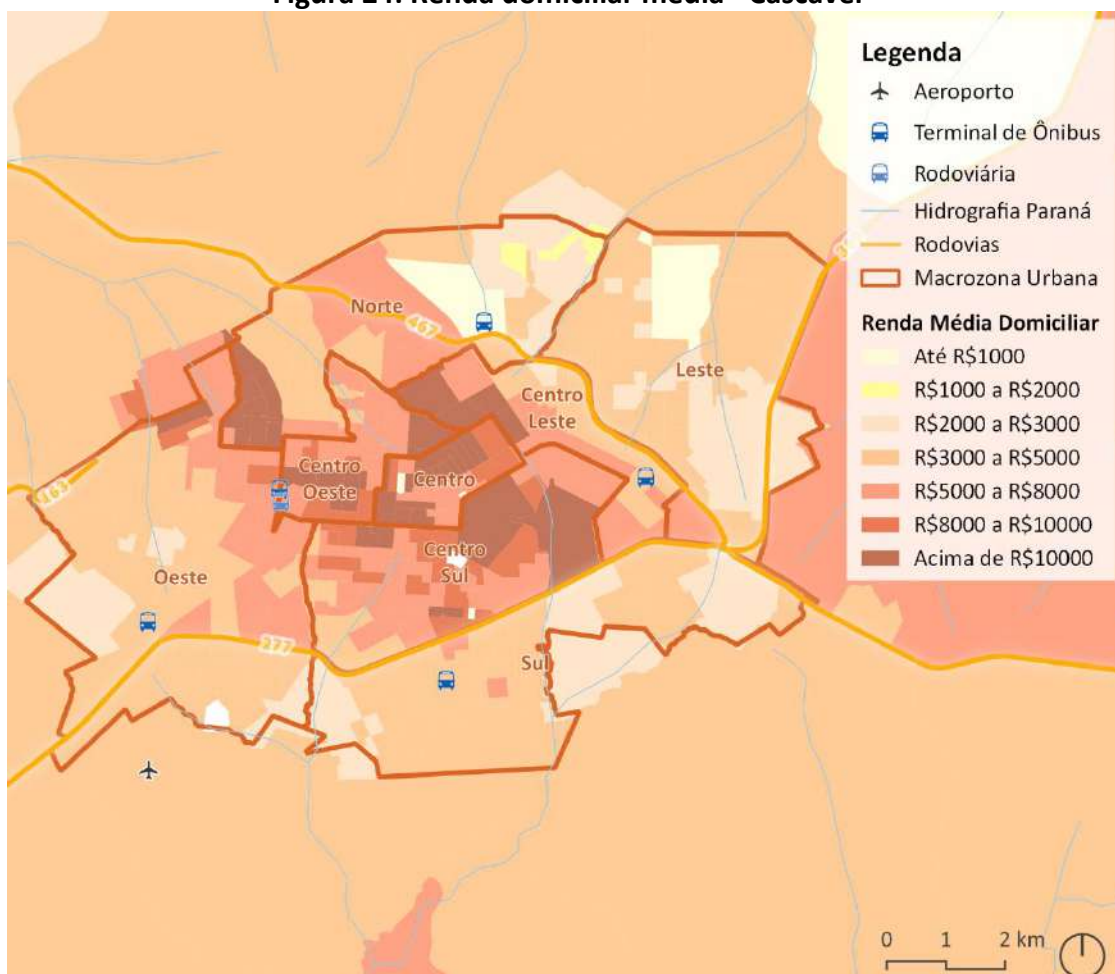 Legenda
Aeroporto
Terminal de Ônibus
Rodoviária
Hidrografia Paraná
Rodovias
Macrozona Urbana
Renda Média Domiciliar
Até R$1000
R$1000 a R$2000
R$2000 a R$3000
R$3000 a R$5000
R$5000 a R$8000
R$8000 a R$10000
Acima de R$10000
Norte
467
Leste
Centro
Leste
Centro
Oeste
Centro
163
Centro
Sul
Oeste
277
Sul
0 1 2 km